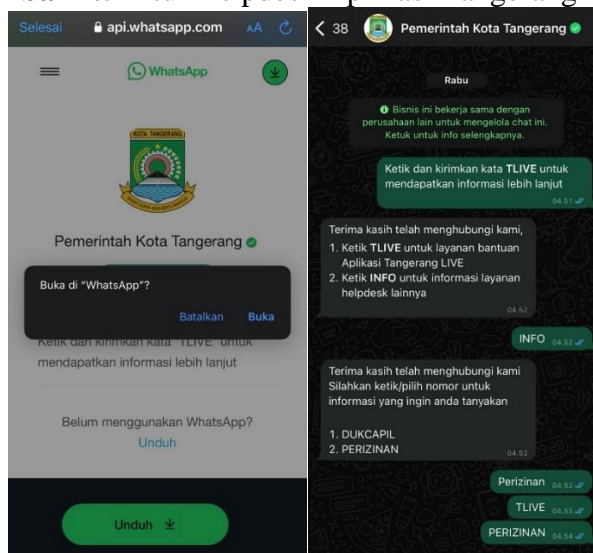 Selesai
api.whatsapp.com
AA
WhatsApp
KOTA TANGERANG
Pemerintah Kota Tangerang
Buka di "WhatsApp"?
Batalkan Buka
Ketik dan kirimkan kata "TLIVE" untuk
mendapatkan informasi lebih lanjut
Belum menggunakan WhatsApp?
Unduh
Unduh
38
Pemerintah Kota Tangerang
Rabu
Bisnis ini bekerja sama dengan
perusahaan lain untuk mengelola chat ini.
Ketuk untuk info selengkapnya.
Ketik dan kirimkan kata TLIVE untuk
mendapatkan informasi lebih lanjut
04.51
Terima kasih telah menghubungi kami,
1. Ketik TLIVE untuk layanan bantuan
Aplikasi Tangerang LIVE
2. Ketik INFO untuk informasi layanan
helpdesk lainnya
04.52
INFO 04.52
Terima kasih telah menghubungi kami
Silahkan ketik/pilih nomor untuk
informasi yang ingin anda tanyakan
1. DUKCAPIL
2. PERIZINAN
04.52
Perizinan 04.52
TLIVE 04.53
PERIZINAN 04.54